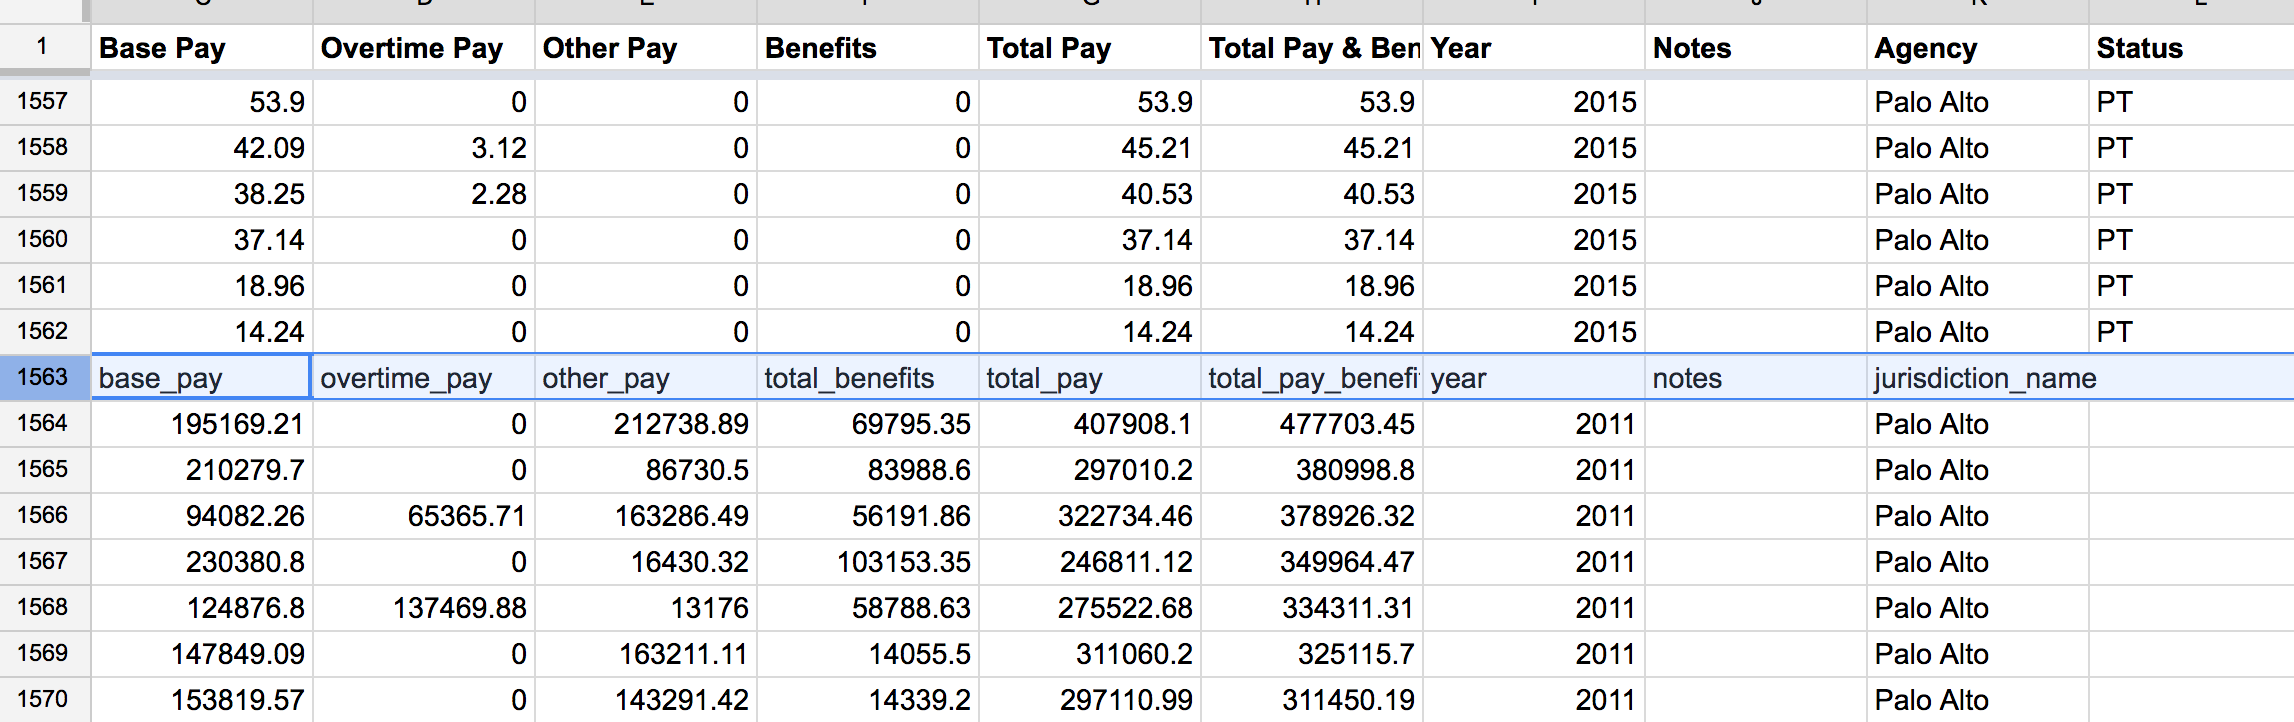 1 Base Pay Overtime Pay Other Pay Benefits Total Pay Total Pay & Ben Year Notes Agency Status
1557 53.9 0 0 0 53.9 53.9 2015 Palo Alto PT
1558 42.09 3.12 0 0 45.21 45.21 2015 Palo Alto PT
1559 38.25 2.28 0 0 40.53 40.53 2015 Palo Alto PT
1560 37.14 0 0 0 37.14 37.14 2015 Palo Alto PT
1561 18.96 0 0 0 18.96 18.96 2015 Palo Alto PT
1562 14.24 0 0 0 14.24 14.24 2015 Palo Alto PT
1563 base_pay overtime_pay other_pay total_benefits total_pay total_pay_benefi year notes jurisdiction_name
1564 195169.21 0 212738.89 69795.35 407908.1 477703.45 2011 Palo Alto
1565 210279.7 0 86730.5 83988.6 297010.2 380998.8 2011 Palo Alto
1566 94082.26 65365.71 163286.49 56191.86 322734.46 378926.32 2011 Palo Alto
1567 230380.8 0 16430.32 103153.35 246811.12 349964.47 2011 Palo Alto
1568 124876.8 137469.88 13176 58788.63 275522.68 334311.31 2011 Palo Alto
1569 147849.09 0 163211.11 14055.5 311060.2 325115.7 2011 Palo Alto
1570 153819.57 0 143291.42 14339.2 297110.99 311450.19 2011 Palo Alto